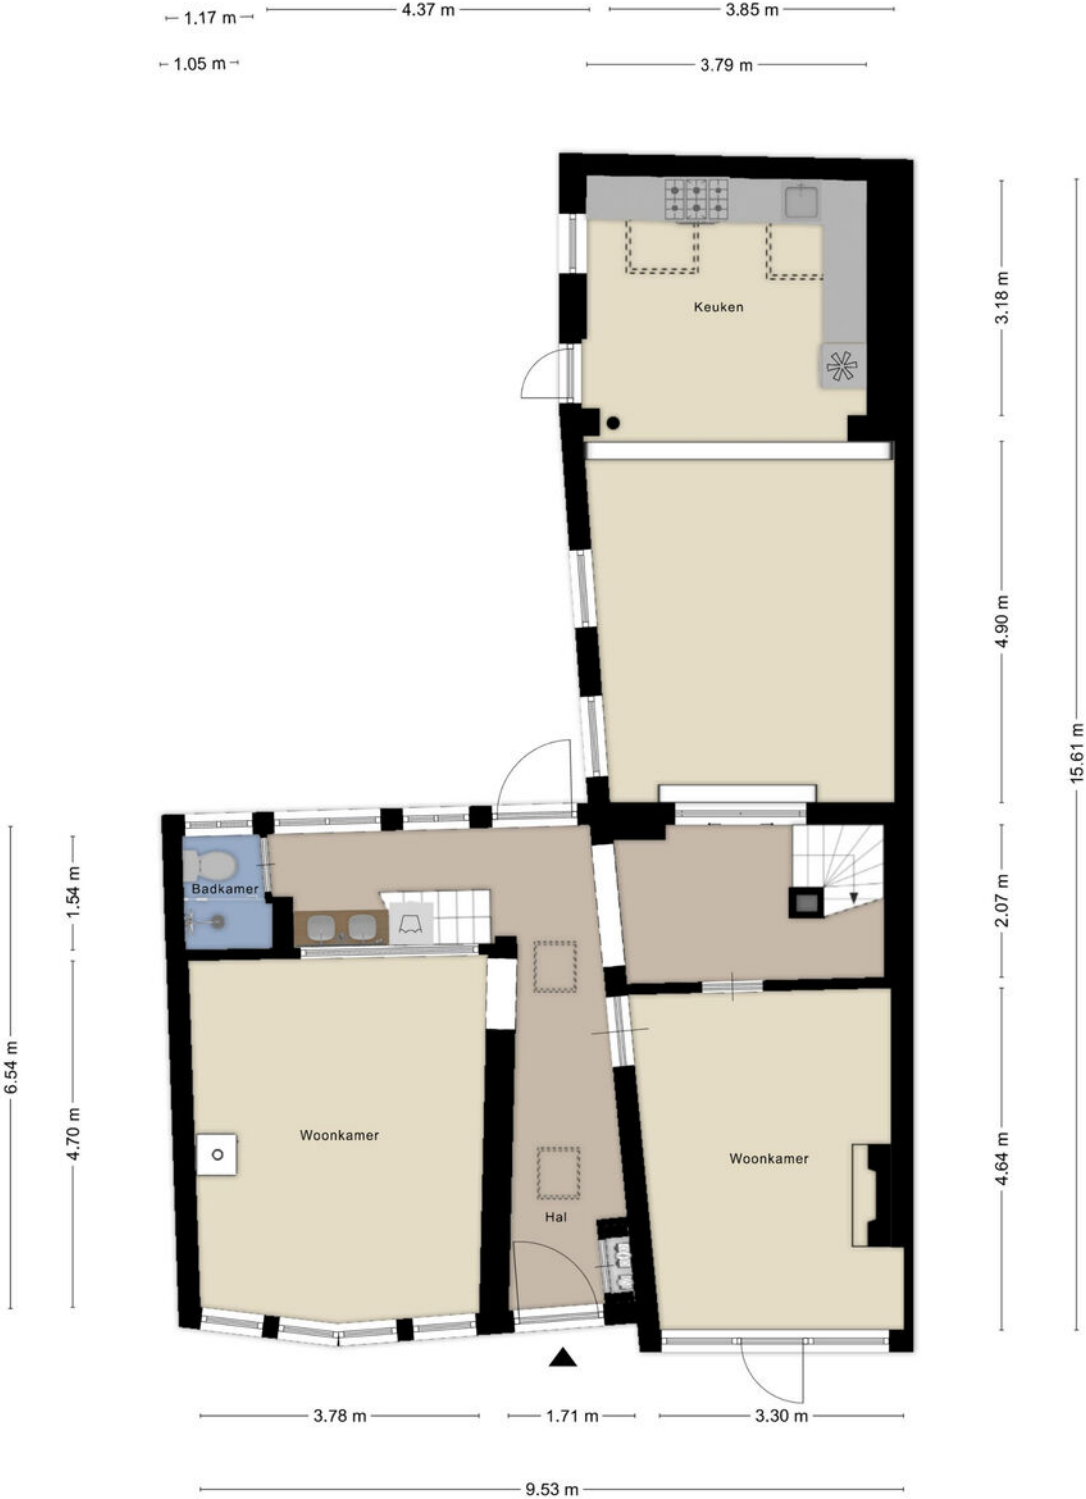 4.37 m
3.85 m
1.17 m
1.05 m
3.79 m
Keuken
3.18 m
4.90 m
15.61 m
Badkamer
1.54 m
2.07 m
6.54 m
4.70 m
Woonkamer
Woonkamer
4.64 m
Hal
3.78 m
1.71 m
3.30 m
9.53 m